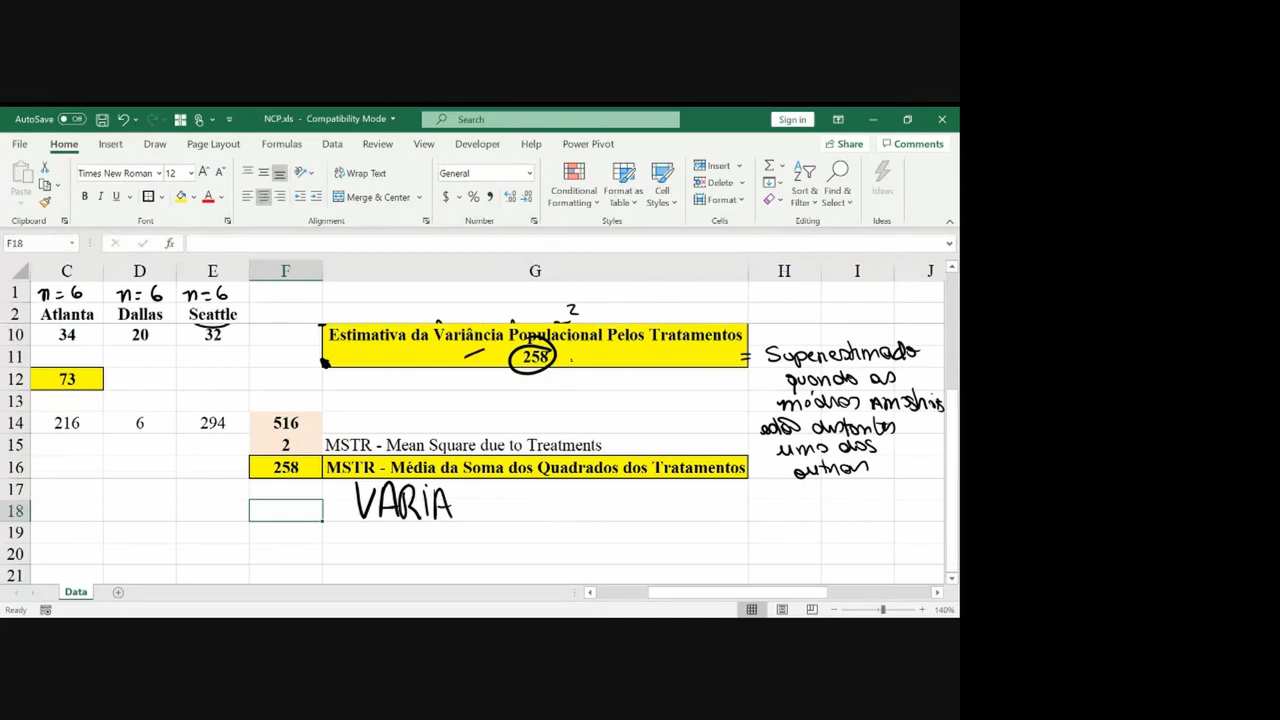 AutoSave Off NCP.xls - Compatibility Mode Search Sign in
File Home Insert Draw Page Layout Formulas Data Review View Developer Help Power Pivot Share Comments
Paste Times New Roman 12 A A Wrap Text General Conditional Formatting Format as Table Cell Styles Insert Delete Format Sort & Filter Find & Select Ideas
B I U A Merge & Center $ % 9
Clipboard Font Alignment Number Styles Cells Editing Ideas
F18 fx
C D E F G H I J
1 n=6 n=6 n=6
2 Atlanta Dallas Seattle 2
10 34 20 32 Estimativa da Variância Populacional Pelos Tratamentos
11 258 = Superestimado
12 73 quando as
13 médias
14 216 6 294 516 estão distantes
15 2 MSTR - Mean Square due to Treatments umas das
16 258 MSTR - Média da Soma dos Quadrados dos Tratamentos outras
17
18 VARIA
19
20
21
Data
Ready 140%